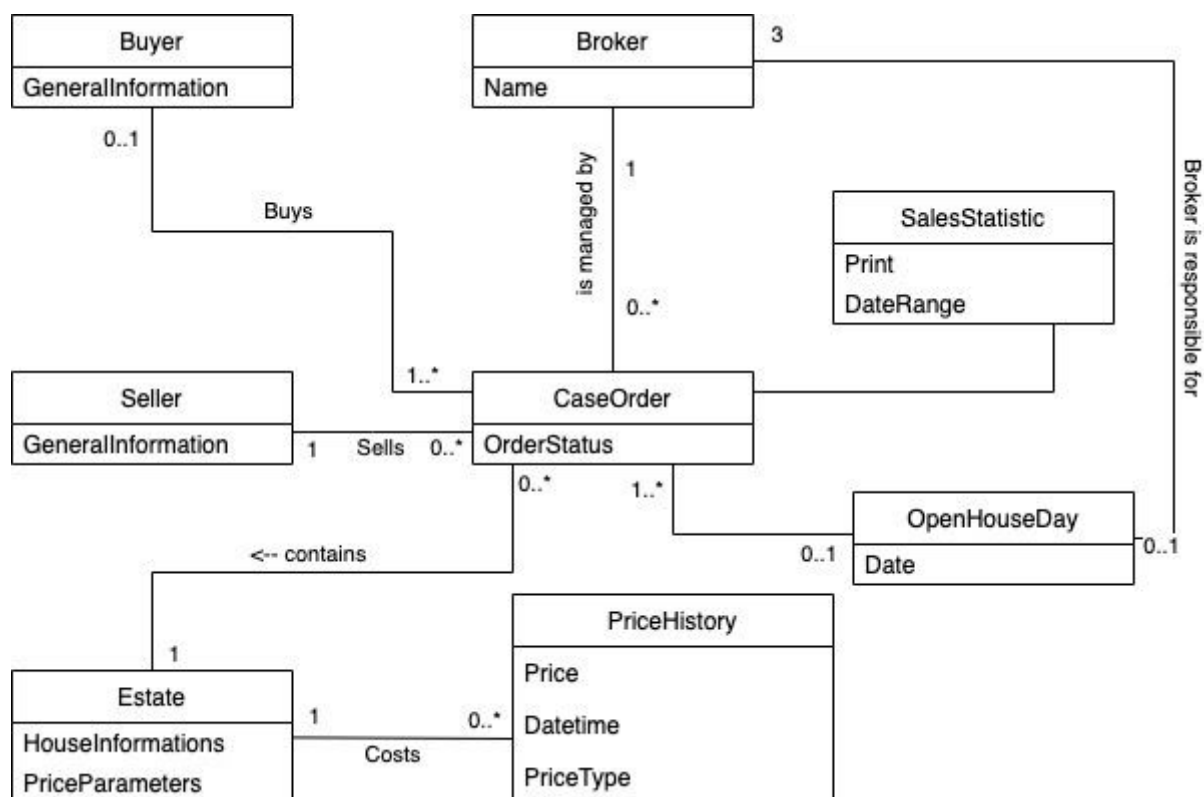 Buyer
GeneralInformation
0..1
Buys
1..*
Broker
Name
3
1
is managed by
0..*
Broker is responsible for
SalesStatistic
Print
DateRange
Seller
GeneralInformation
1
Sells
0..*
CaseOrder
OrderStatus
0..*
1..*
<-- contains
0..1
OpenHouseDay
Date
0..1
1
Estate
HouseInformations
PriceParameters
1
Costs
0..*
PriceHistory
Price
Datetime
PriceType